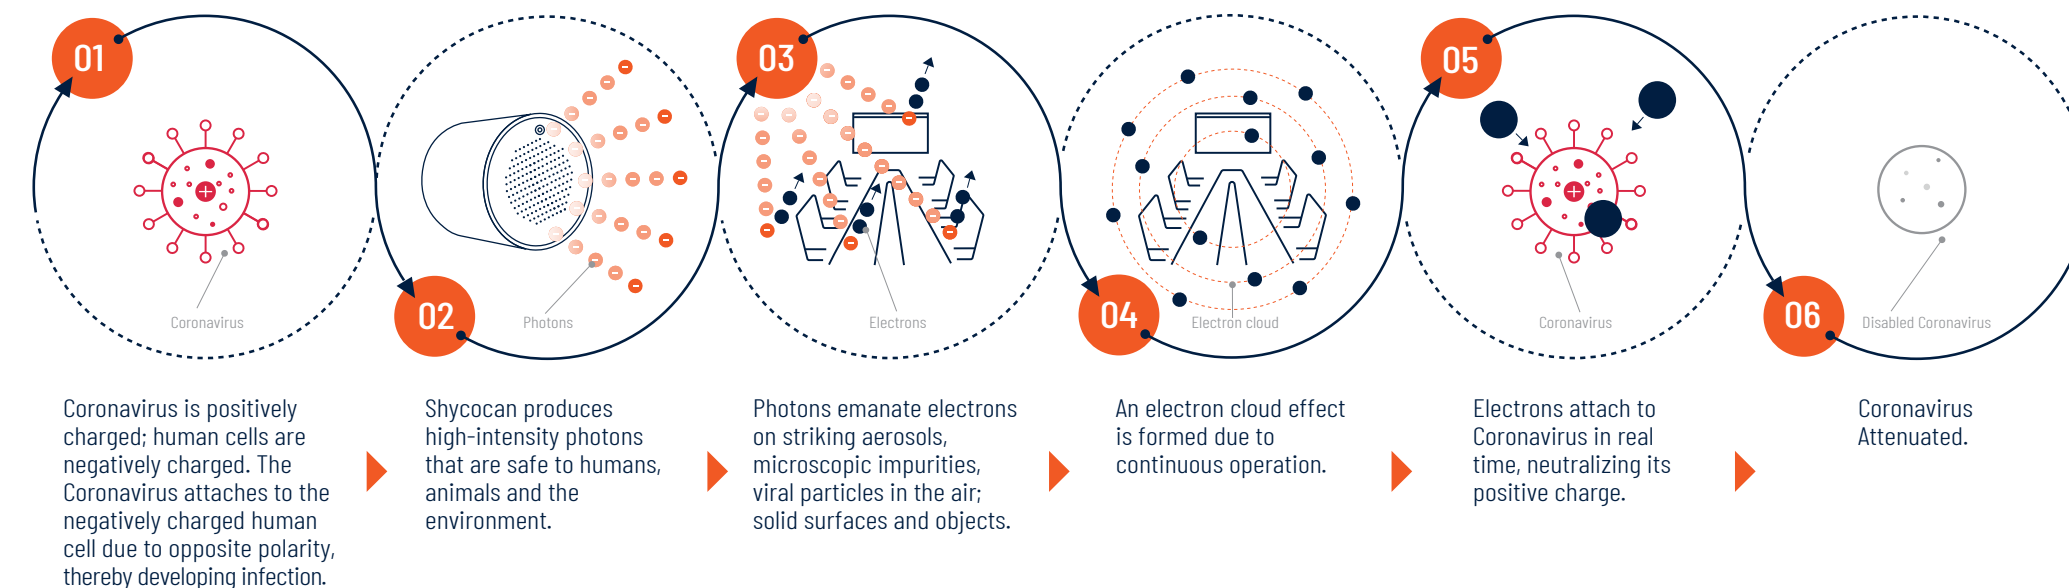 01
Coronavirus
Coronavirus is positively
charged; human cells are
negatively charged. The
Coronavirus attaches to the
negatively charged human
cell due to opposite polarity,
thereby developing infection.
02
Photons
Shycocan produces
high-intensity photons
that are safe to humans,
animals and the
environment.
03
Electrons
Photons emanate electrons
on striking aerosols,
microscopic impurities,
viral particles in the air;
solid surfaces and objects.
04
Electron cloud
An electron cloud effect
is formed due to
continuous operation.
05
Coronavirus
Electrons attach to
Coronavirus in real
time, neutralizing its
positive charge.
06
Disabled Coronavirus
Coronavirus
Attenuated.